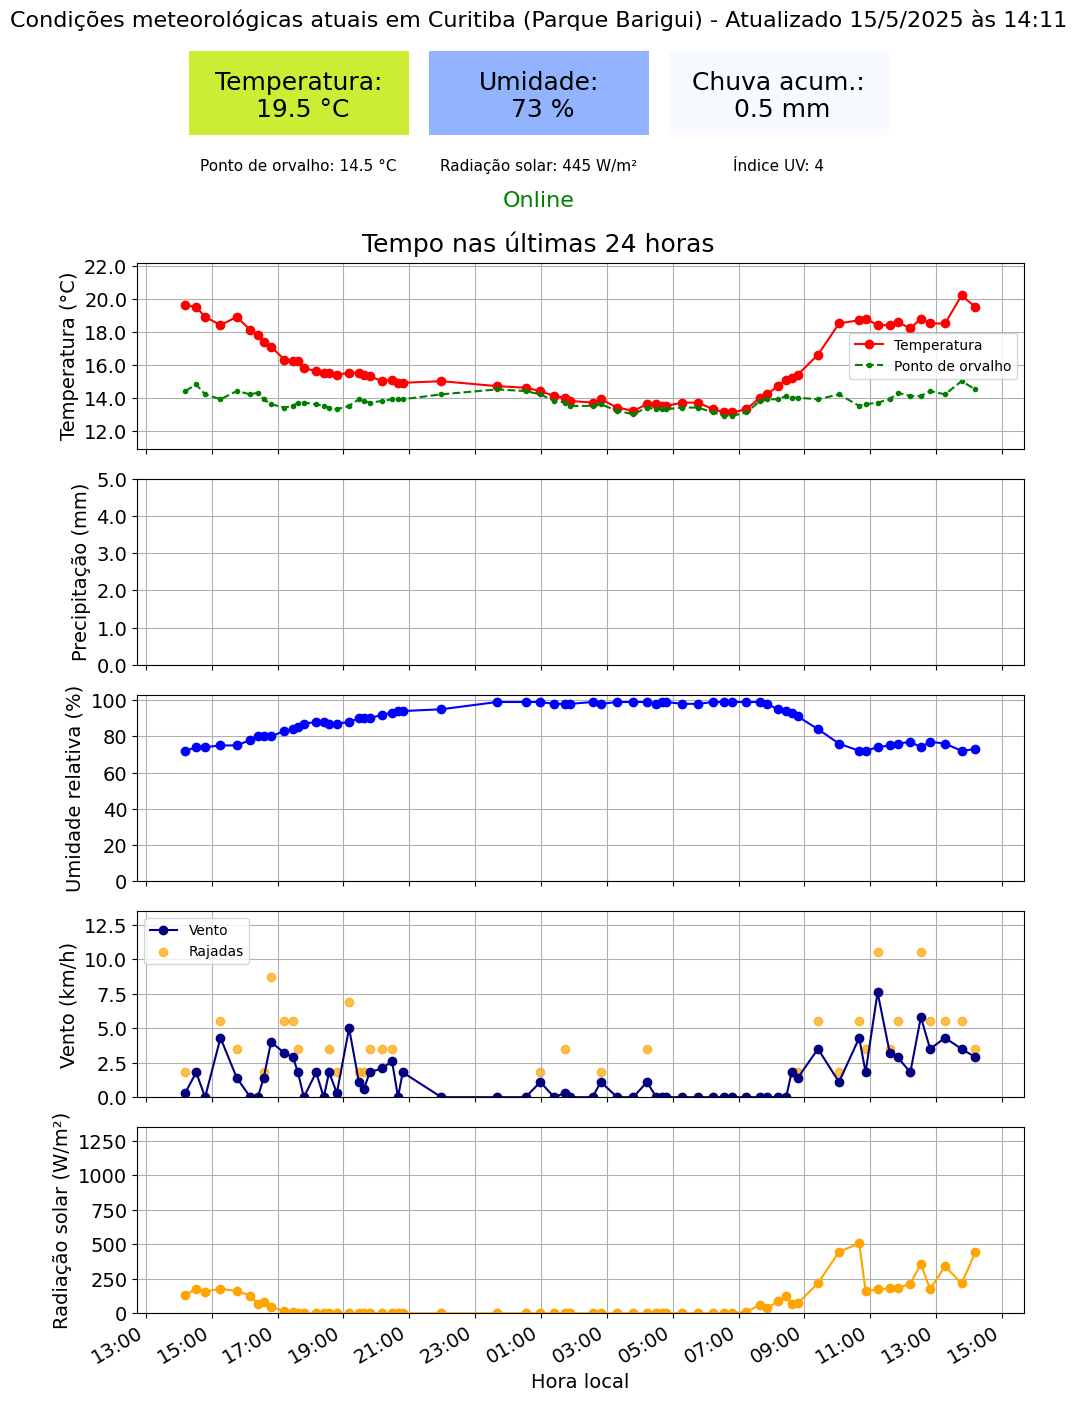 Condições meteorológicas atuais em Curitiba (Parque Barigui) - Atualizado 15/5/2025 às 14:11
Temperatura:
19.5 °C
Umidade:
73 %
Chuva acum.:
0.5 mm
Ponto de orvalho: 14.5 °C
Radiação solar: 445 W/m²
Índice UV: 4
Online
Tempo nas últimas 24 horas
Temperatura (°C)
22.0
20.0
18.0
16.0
14.0
12.0
Temperatura
Ponto de orvalho
Precipitação (mm)
5.0
4.0
3.0
2.0
1.0
0.0
Umidade relativa (%)
100
80
60
40
20
0
Vento (km/h)
12.5
10.0
7.5
5.0
2.5
0.0
Vento
Rajadas
Radiação solar (W/m²)
1250
1000
750
500
250
0
13:00
15:00
17:00
19:00
21:00
23:00
01:00
03:00
05:00
07:00
09:00
11:00
13:00
15:00
Hora local